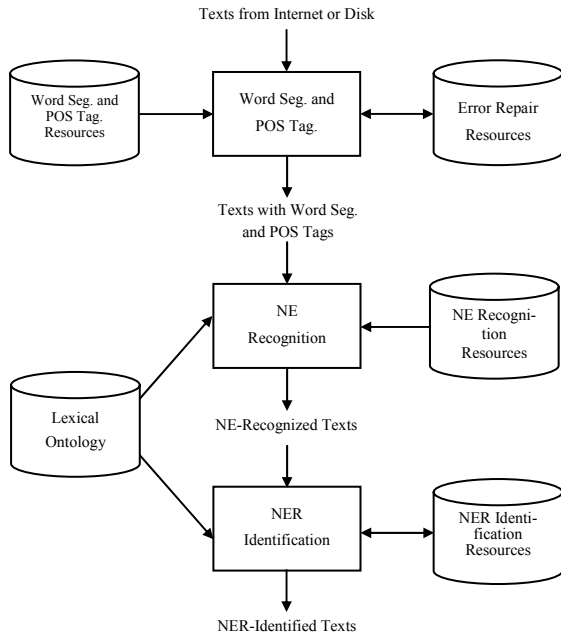 Texts from Internet or Disk
Word Seg. and
POS Tag.
Resources
Word Seg. and
POS Tag.
Error Repair
Resources
Texts with Word Seg.
and POS Tags
NE
Recognition
NE Recogni-
tion
Resources
Lexical
Ontology
NE-Recognized Texts
NER
Identification
NER Identi-
fication
Resources
NER-Identified Texts